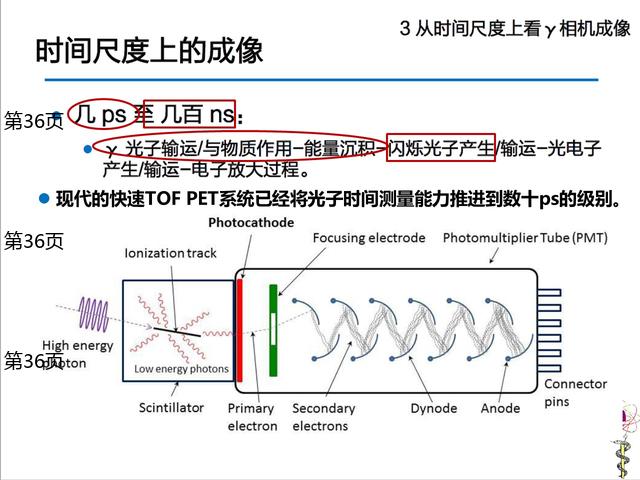 3 从时间尺度上看γ相机成像
时间尺度上的成像
第36页
几 ps 至 几百 ns：
γ 光子输运/与物质作用–能量沉积–闪烁光子产生/输运–光电子
产生/输运–电子放大过程。
现代的快速TOF PET系统已经将光子时间测量能力推进到数十ps的级别。
第36页
Photocathode
Focusing electrode
Photomultiplier Tube (PMT)
Ionization track
High energy
photon
第36页
Low energy photons
Scintillator
Primary
electron
Secondary
electrons
Dynode
Anode
Connector
pins